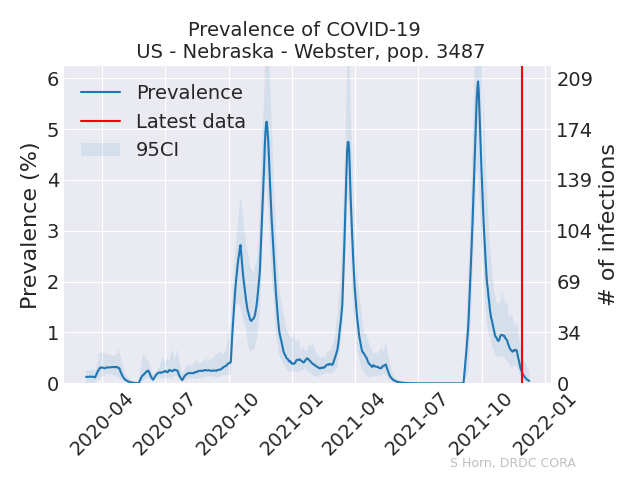 Prevalence of COVID-19
US - Nebraska - Webster, pop. 3487
Prevalence
Latest data
95CI
Prevalence (%)
6
5
4
3
2
1
0
209
174
139
104
69
34
0
# of infections
2020-04
2020-07
2020-10
2021-01
2021-04
2021-07
2021-10
2022-01
S Horn, DRDC CORA